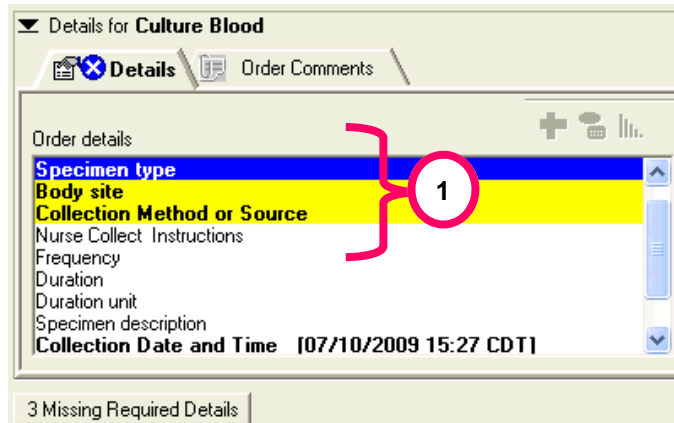 Details for Culture Blood
Details Order Comments
Order details
Specimen type
Body site
Collection Method or Source
Nurse Collect Instructions
Frequency
Duration
Duration unit
Specimen description
Collection Date and Time [07/10/2009 15:27 CDT]
1
3 Missing Required Details